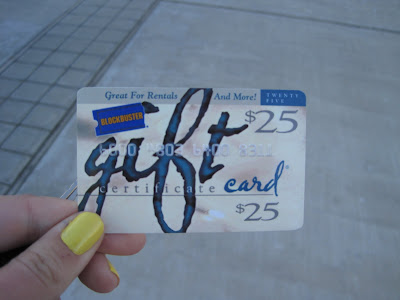 Great For Rentals And More! TWENTY FIVE
BLOCKBUSTER
gift
$25
certificate card
$25